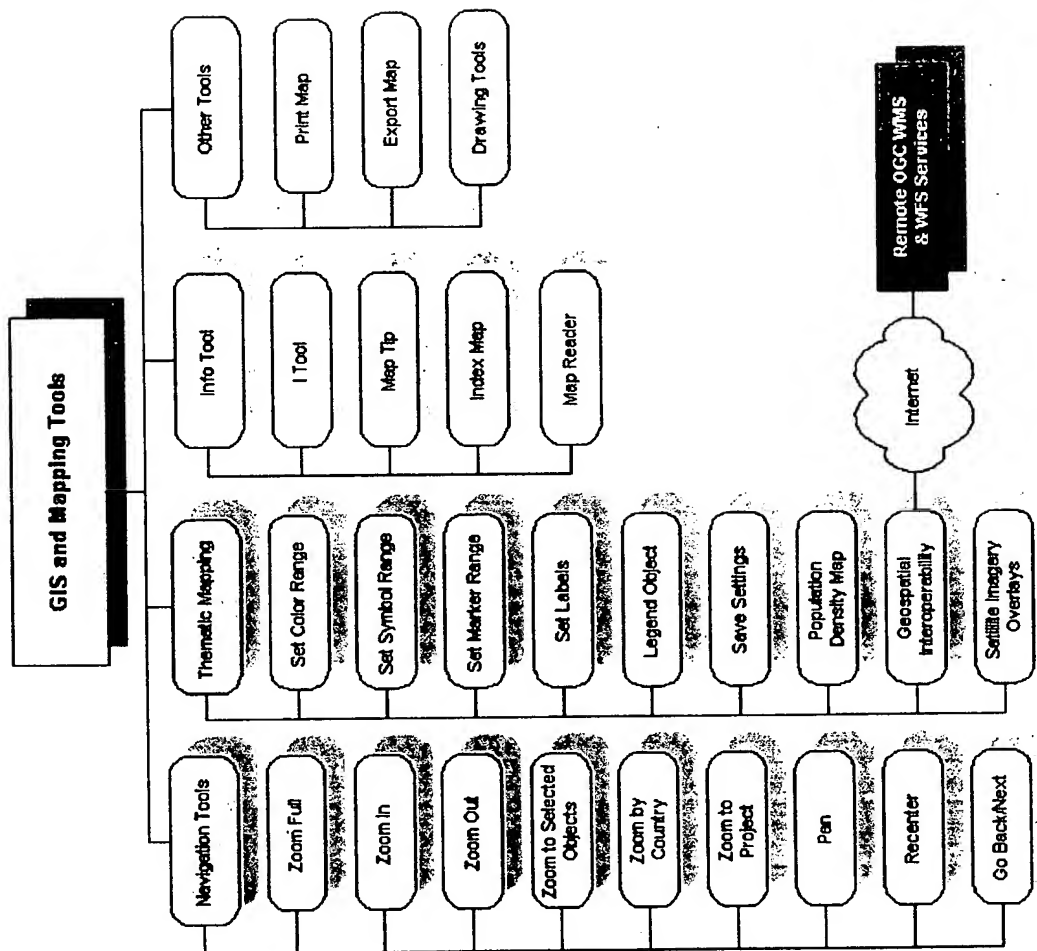 GIS and Mapping Tools
Navigation Tools
Zoom Full
Zoom In
Zoom Out
Zoom to Selected
Objects
Zoom by
Country
Zoom to
Project
Pan
Recenter
Go Back/Next
Thematic Mapping
Set Color Range
Set Symbol Range
Set Marker Range
Set Labels
Legend Object
Save Settings
Population
Density Map
Geospatial
Interoperability
Setillite Imagery
Overlays
Info Tool
I Tool
Map Tip
Index Map
Map Reader
Other Tools
Print Map
Export Map
Drawing Tools
Internet
Remote OGC WMS
& WFS Services